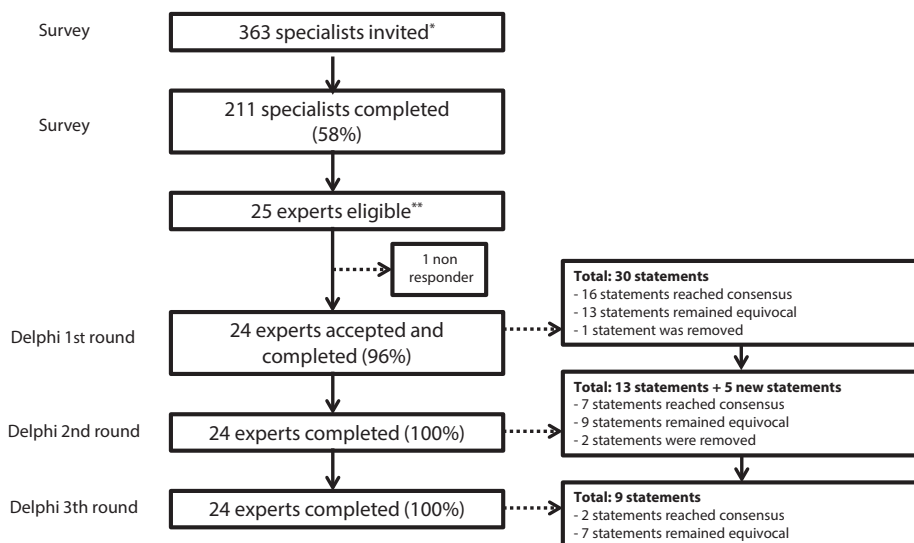 Survey
363 specialists invited*
Survey
211 specialists completed
(58%)
25 experts eligible**
1 non
responder
Delphi 1st round
24 experts accepted and
completed (96%)
Total: 30 statements
- 16 statements reached consensus
- 13 statements remained equivocal
- 1 statement was removed
Delphi 2nd round
24 experts completed (100%)
Total: 13 statements + 5 new statements
- 7 statements reached consensus
- 9 statements remained equivocal
- 2 statements were removed
Delphi 3th round
24 experts completed (100%)
Total: 9 statements
- 2 statements reached consensus
- 7 statements remained equivocal